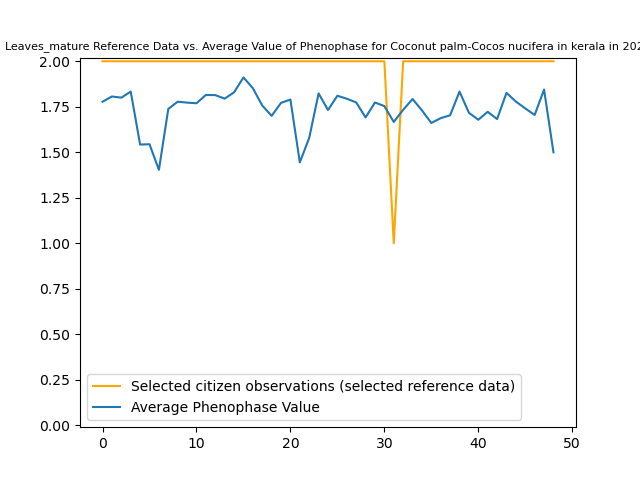 Leaves_mature Reference Data vs. Average Value of Phenophase for Coconut palm-Cocos nucifera in kerala in
2.00
1.75
1.50
1.25
1.00
0.75
0.50
0.25
0.00
Selected citizen observations (selected reference data)
Average Phenophase Value
0 10 20 30 40 50